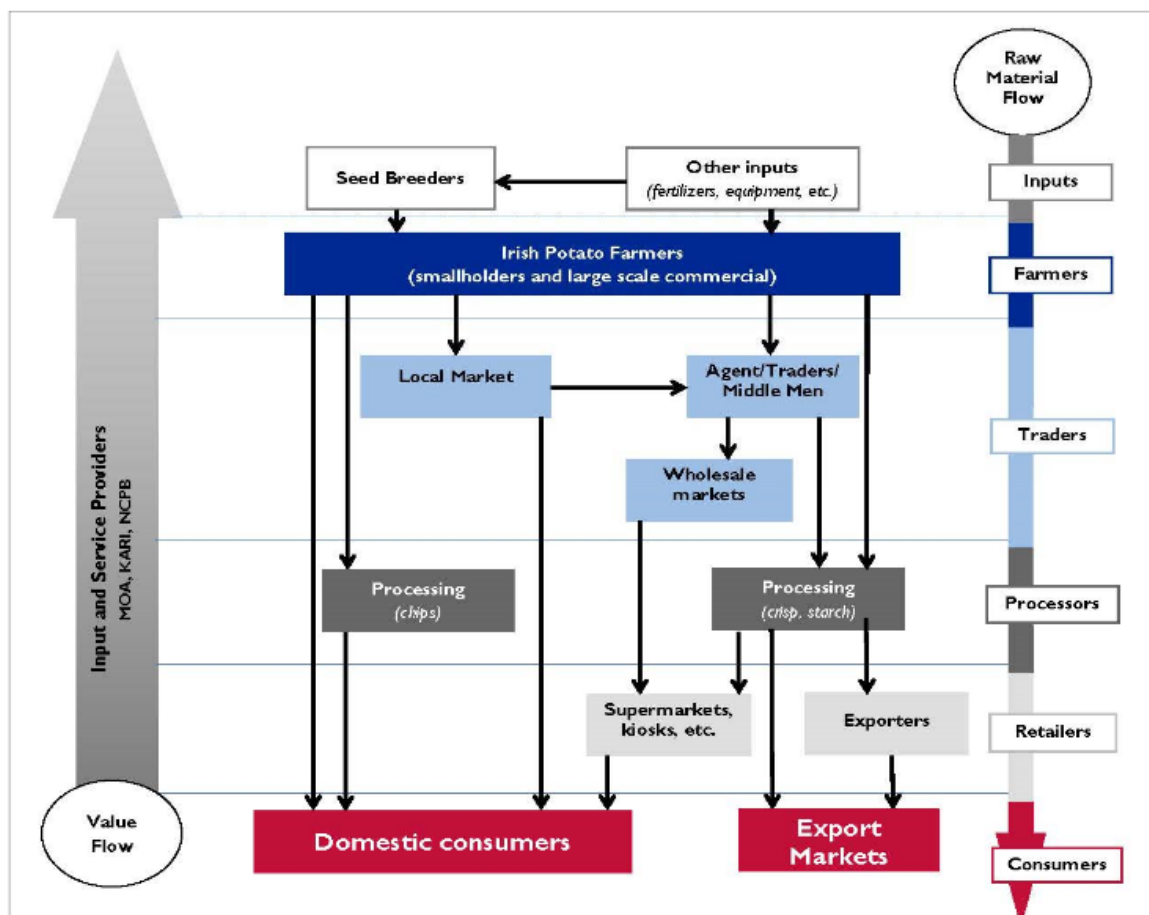 Raw
Material
Flow
Seed Breeders
Other inputs
(fertilizers, equipment, etc.)
Inputs
Irish Potato Farmers
(smallholders and large scale commercial)
Farmers
Local Market
Agent/Traders/
Middle Men
Traders
Wholesale
markets
Input and Service Providers
MOA, KARI, NCPB
Processing
(chips)
Processing
(crisp, starch)
Processors
Supermarkets,
kiosks, etc.
Exporters
Retailers
Value
Flow
Domestic consumers
Export
Markets
Consumers